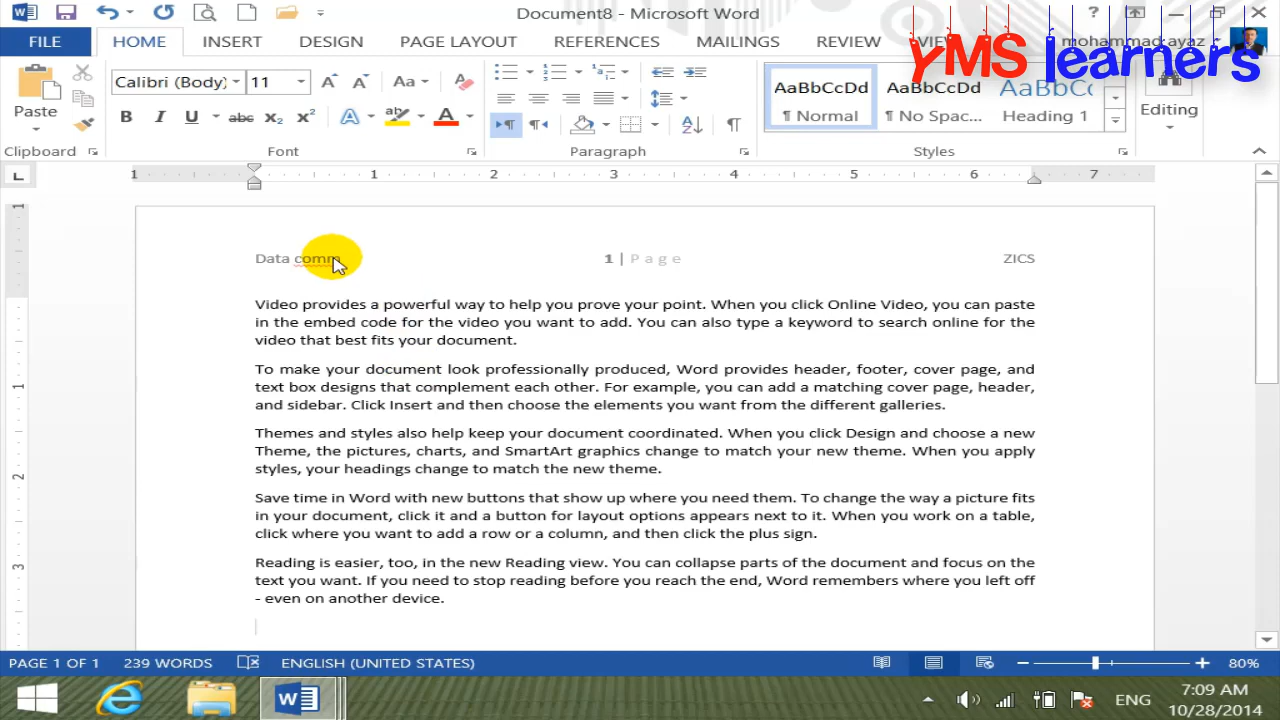 Document8 - Microsoft Word
FILE HOME INSERT DESIGN PAGE LAYOUT REFERENCES MAILINGS REVIEW VIEW mohammad ayaz
YMS learners
Calibri (Body) 11
Paste
Aa
AaBbCcDd AaBbCcDd AaBbCc
¶ Normal ¶ No Spac... Heading 1
Editing
Clipboard Font Paragraph Styles
1 1 2 3 4 5 6 7
Data comm 1 | Page ZICS
Video provides a powerful way to help you prove your point. When you click Online Video, you can paste
in the embed code for the video you want to add. You can also type a keyword to search online for the
video that best fits your document.
To make your document look professionally produced, Word provides header, footer, cover page, and
text box designs that complement each other. For example, you can add a matching cover page, header,
and sidebar. Click Insert and then choose the elements you want from the different galleries.
Themes and styles also help keep your document coordinated. When you click Design and choose a new
Theme, the pictures, charts, and SmartArt graphics change to match your new theme. When you apply
styles, your headings change to match the new theme.
Save time in Word with new buttons that show up where you need them. To change the way a picture fits
in your document, click it and a button for layout options appears next to it. When you work on a table,
click where you want to add a row or a column, and then click the plus sign.
Reading is easier, too, in the new Reading view. You can collapse parts of the document and focus on the
text you want. If you need to stop reading before you reach the end, Word remembers where you left off
- even on another device.
PAGE 1 OF 1 239 WORDS ENGLISH (UNITED STATES) 80%
ENG 7:09 AM
10/28/2014